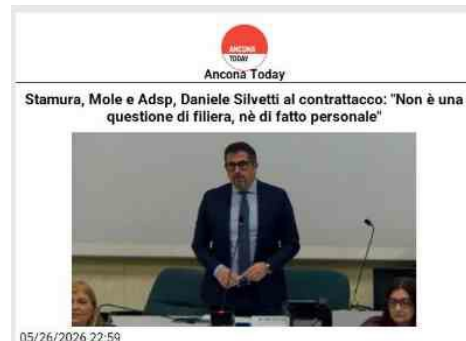 ANCONA
TODAY
Ancona Today
Stamura, Mole e Adsp, Daniele Silvetti al contrattacco: "Non è una
questione di filiera, nè di fatto personale"
05/26/2026 22:59